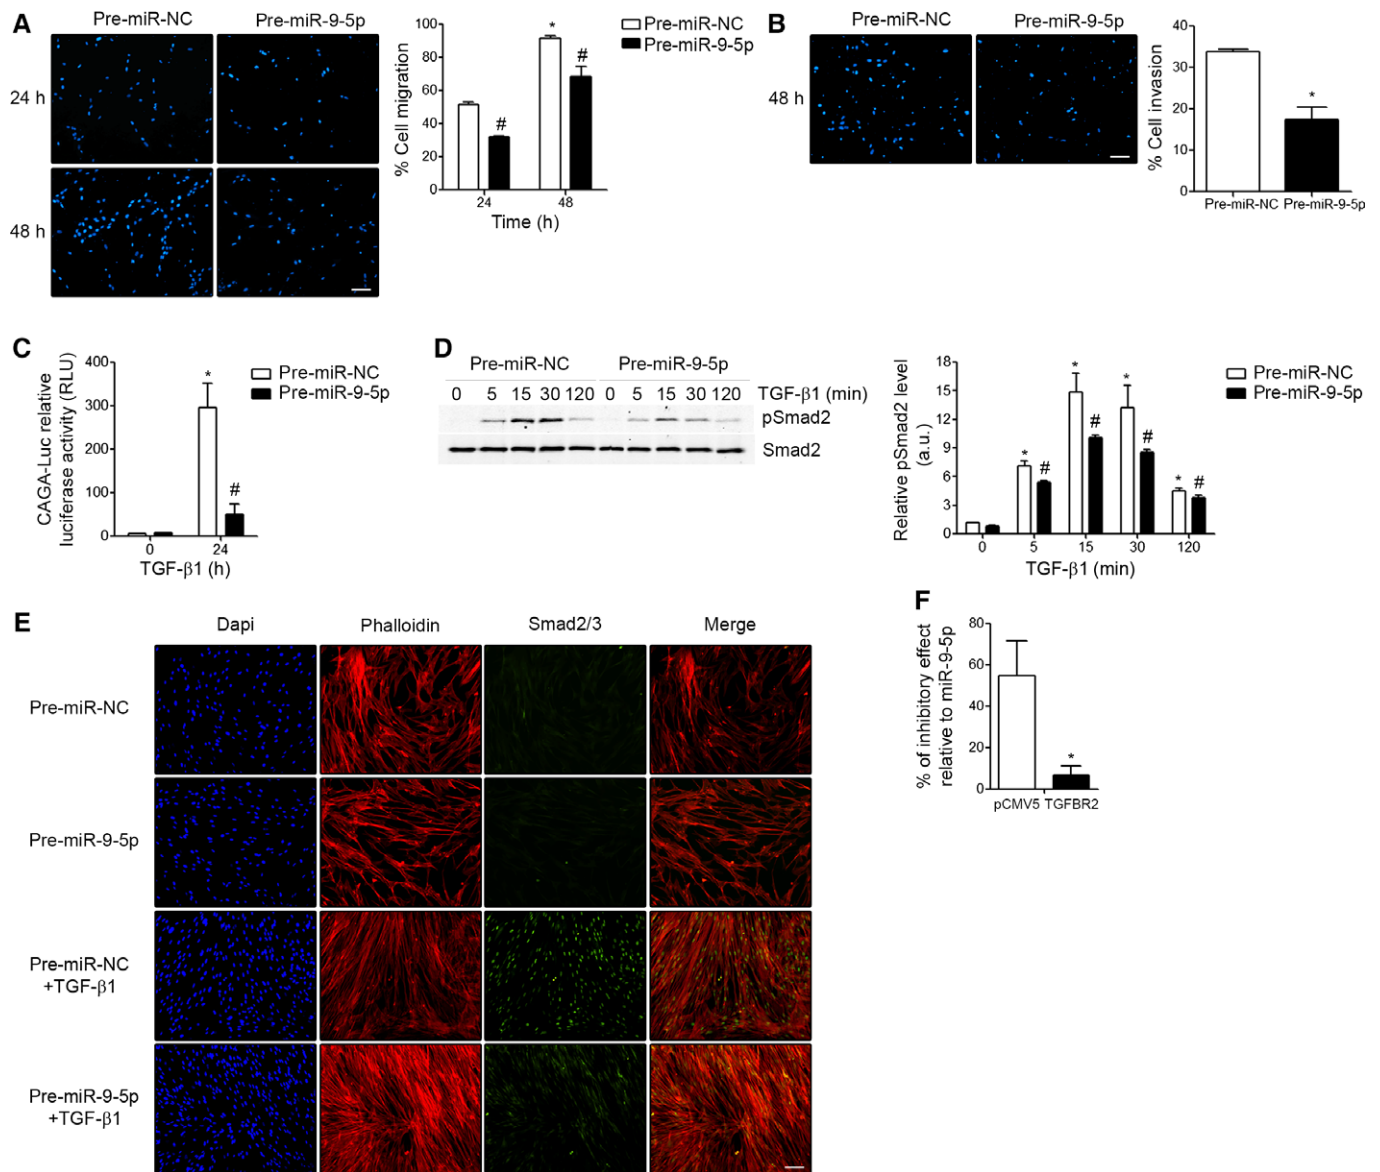 A
Pre-miR-NC Pre-miR-9-5p
24 h
48 h
% Cell migration
100
80
60
40
20
0
*
#
#
24 48
Time (h)
Pre-miR-NC
Pre-miR-9-5p
B
Pre-miR-NC Pre-miR-9-5p
48 h
% Cell invasion
40
30
20
10
0
*
Pre-miR-NC Pre-miR-9-5p
C
CAGA-Luc relative
luciferase activity (RLU)
400
300
200
100
0
*
#
0 24
TGF-β1 (h)
Pre-miR-NC
Pre-miR-9-5p
D
Pre-miR-NC Pre-miR-9-5p
0 5 15 30 120 0 5 15 30 120 TGF-β1 (min)
pSmad2
Smad2
Relative pSmad2 level
(a.u.)
18
15
12
9
6
3
0
* # * # * # * #
0 5 15 30 120
TGF-β1 (min)
Pre-miR-NC
Pre-miR-9-5p
E
Dapi Phalloidin Smad2/3 Merge
Pre-miR-NC
Pre-miR-9-5p
Pre-miR-NC
+TGF-β1
Pre-miR-9-5p
+TGF-β1
F
% of inhibitory effect
relative to miR-9-5p
80
60
40
20
0
*
pCMV5 TGFBR2